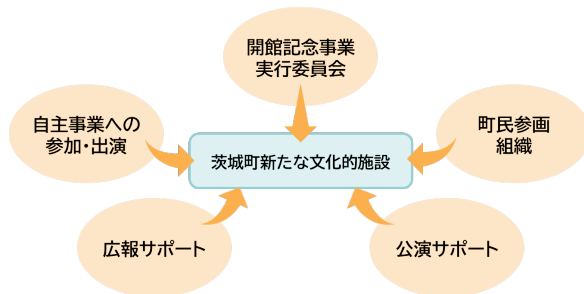 開館記念事業
実行委員会
自主事業への
参加・出演
町民参画
組織
茨城町新たな文化的施設
広報サポート
公演サポート